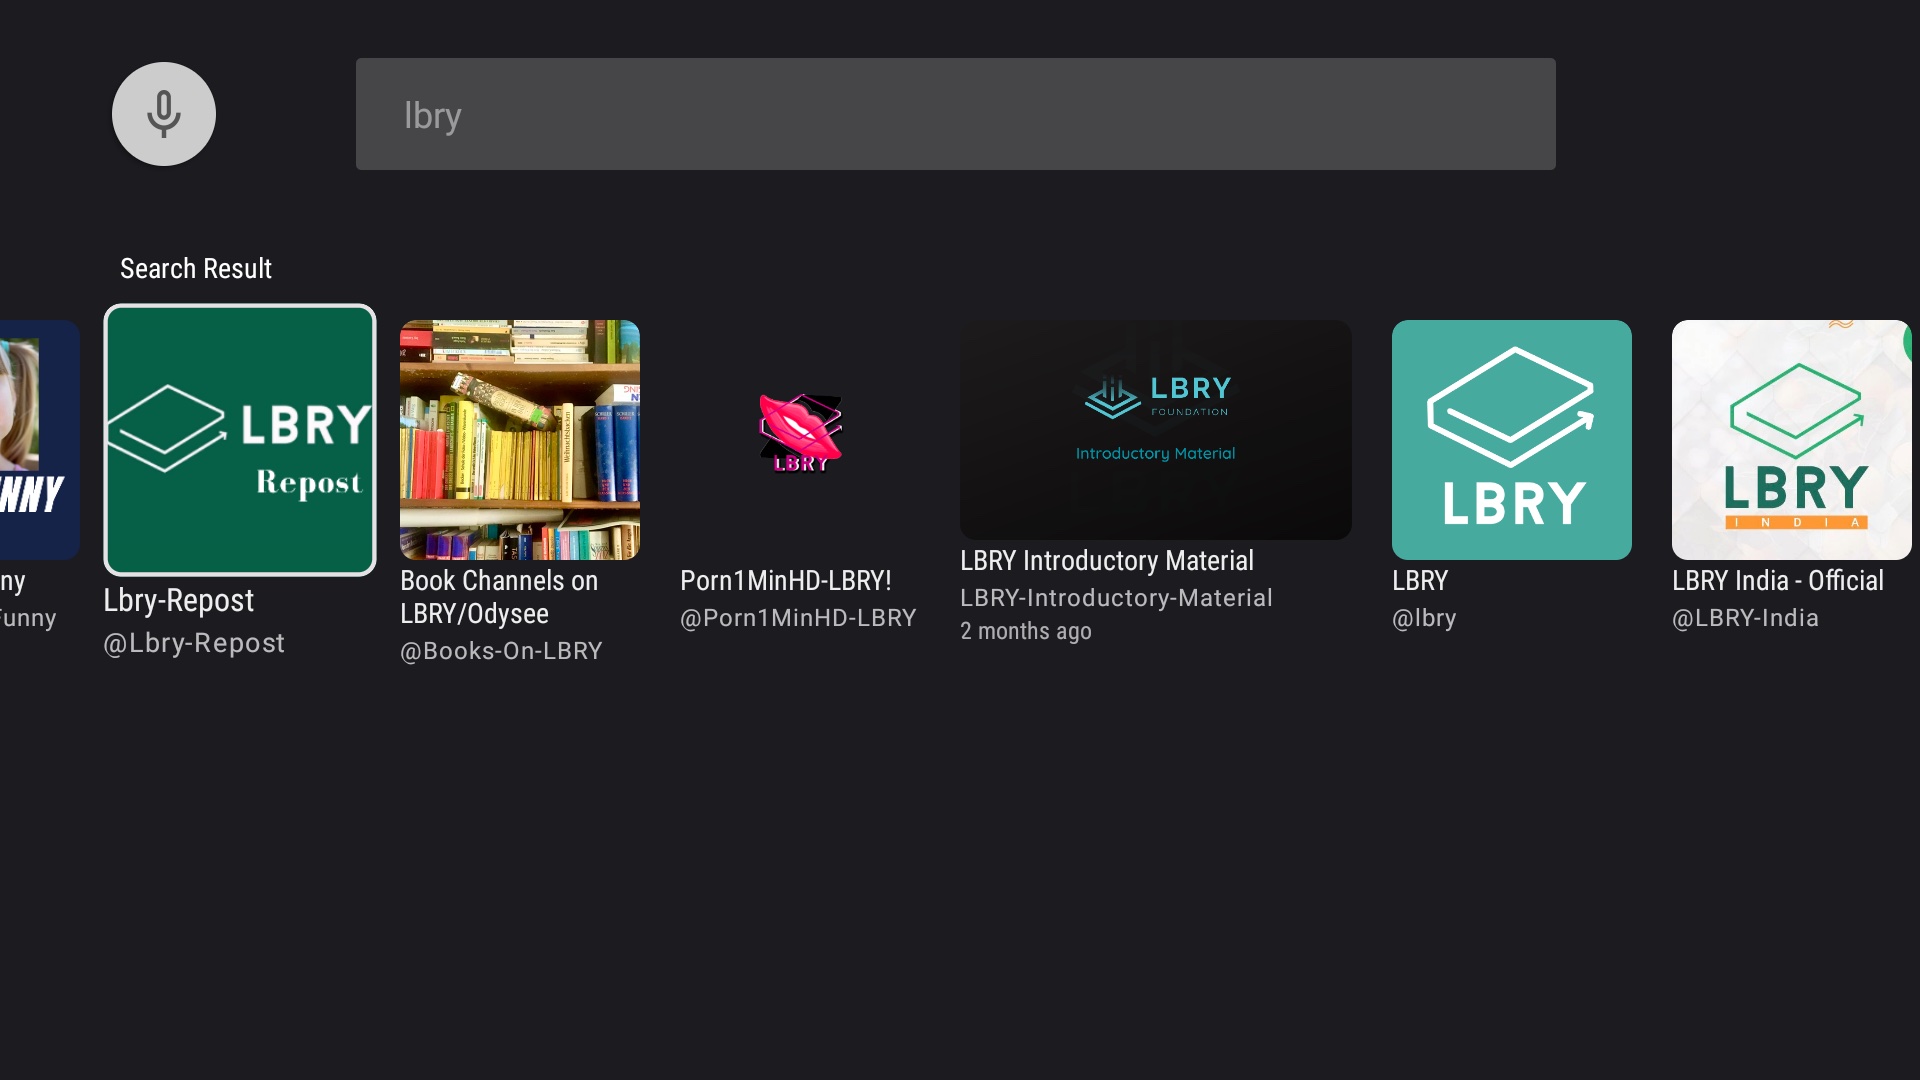 lbry
Search Result
NNY
ny
Funny
LBRY
Repost
Lbry-Repost
@Lbry-Repost
Book Channels on
LBRY/Odysee
@Books-On-LBRY
LBRY
Porn1MinHD-LBRY!
@Porn1MinHD-LBRY
LBRY
FOUNDATION
Introductory Material
LBRY Introductory Material
LBRY-Introductory-Material
2 months ago
LBRY
LBRY
@lbry
LBRY
INDIA
LBRY India - Official
@LBRY-India